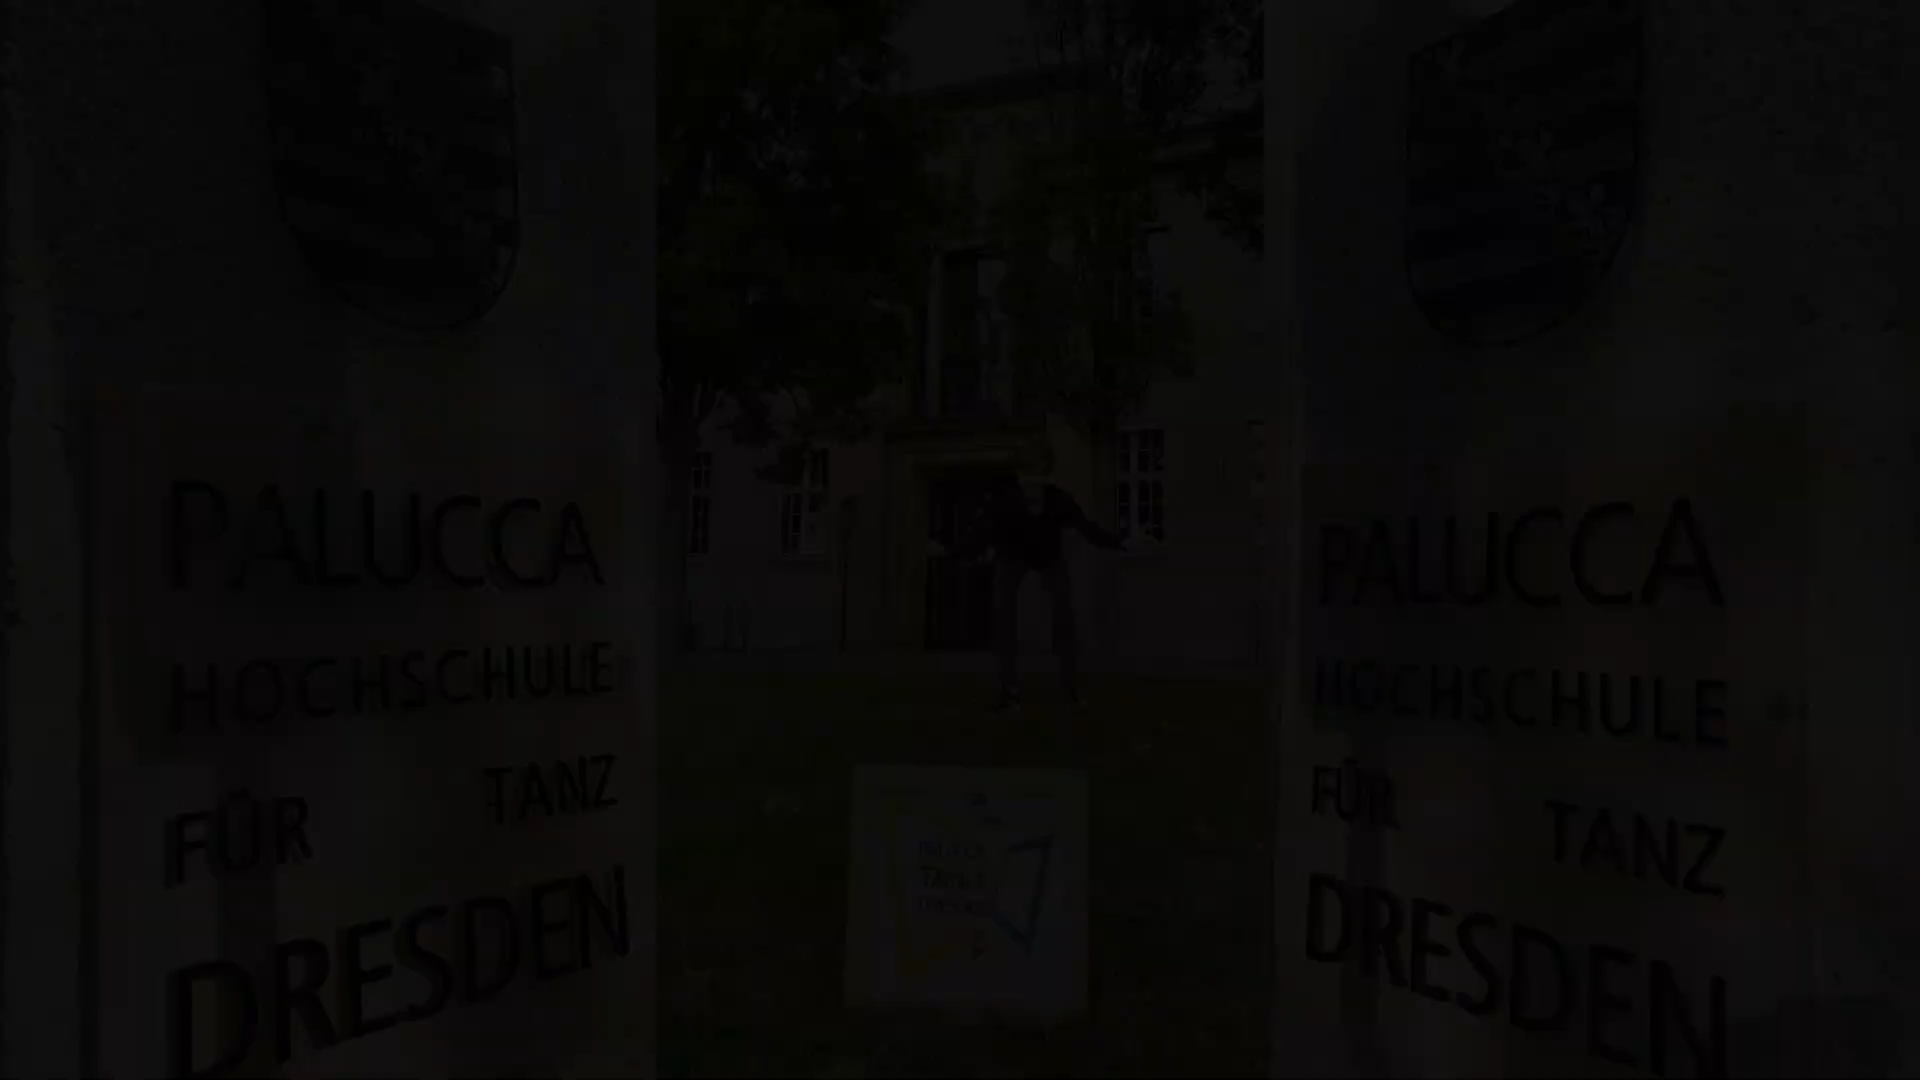 PALUCCA
HOCHSCHULE
FÜR TANZ
DRESDEN
PALUCCA
HOCHSCHULE
FÜR TANZ
DRESDEN